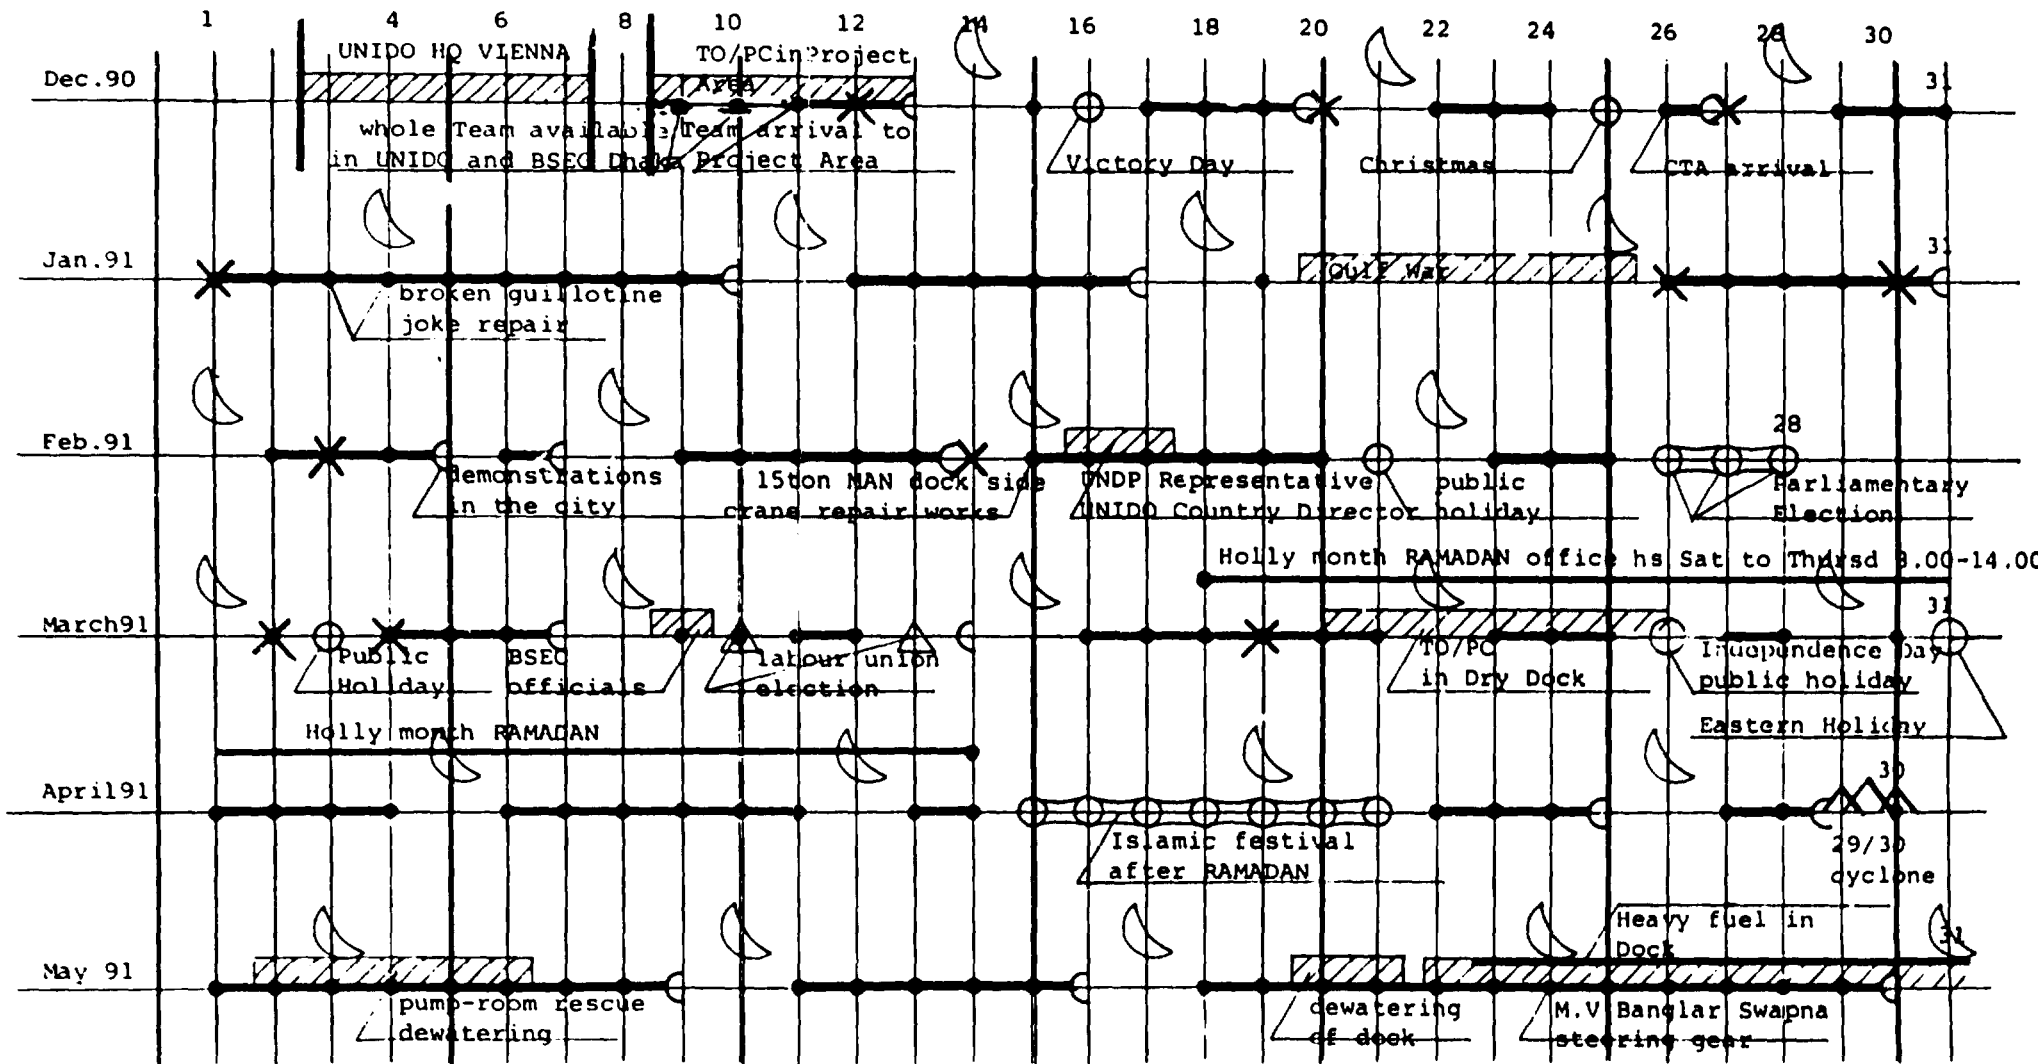 1 4 6 8 10 12 14 16 18 20 22 24 26 28 30
UNIDO HQ VIENNA
TO/PCinProject
Area
Dec.90
31
whole Team available
in UNIDO and BSEC Dhaka
Team arrival to
Project Area
Victory Day
Christmas
CTA arrival
Jan.91
31
Gulf War
broken guillotine
joke repair
Feb.91
28
demonstrations
in the city
15ton MAN dock side
crane repair works
UNDP Representative
UNIDO Country Director
public
holiday
Parliamentary
Election
Holly month RAMADAN office hs Sat to Thursd 8.00-14.00
March91
31
Public
Holiday
BSEC
officials
labour union
election
TO/PC
in Dry Dock
Independence Day
public holiday
Eastern Holiday
Holly month RAMADAN
April91
30
Islamic festival
after RAMADAN
29/30
cyclone
Heavy fuel in
Dock
May 91
31
pump-room rescue
dewatering
dewatering
of dock
M.V Banglar Swapna
steering gear